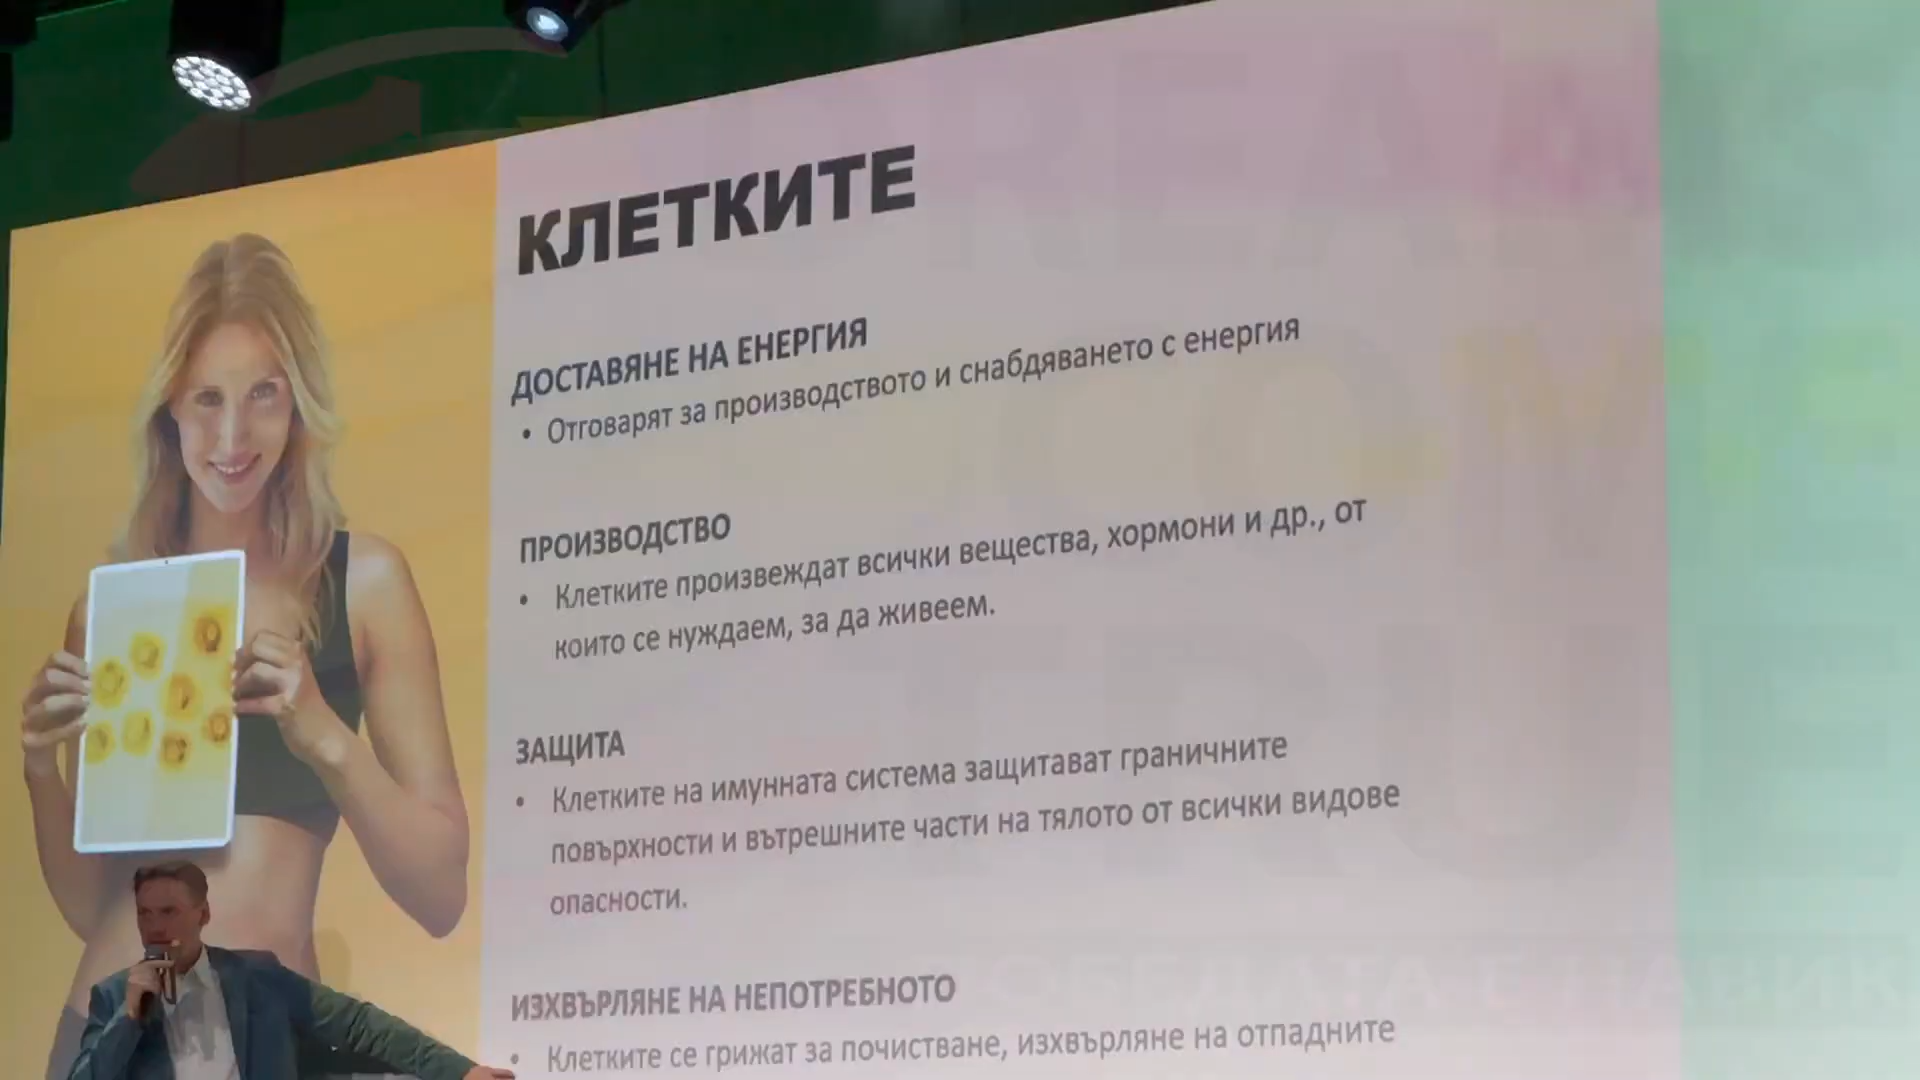 КЛЕТКИТЕ
ДОСТАВЯНЕ НА ЕНЕРГИЯ
• Отговарят за производството и снабдяването с енергия
ПРОИЗВОДСТВО
• Клетките произвеждат всички вещества, хормони и др., от
които се нуждаем, за да живеем.
ЗАЩИТА
• Клетките на имунната система защитават граничните
повърхности и вътрешните части на тялото от всички видове
опасности.
ИЗХВЪРЛЯНЕ НА НЕПОТРЕБНОТО
• Клетките се грижат за почистване, изхвърляне на отпадните